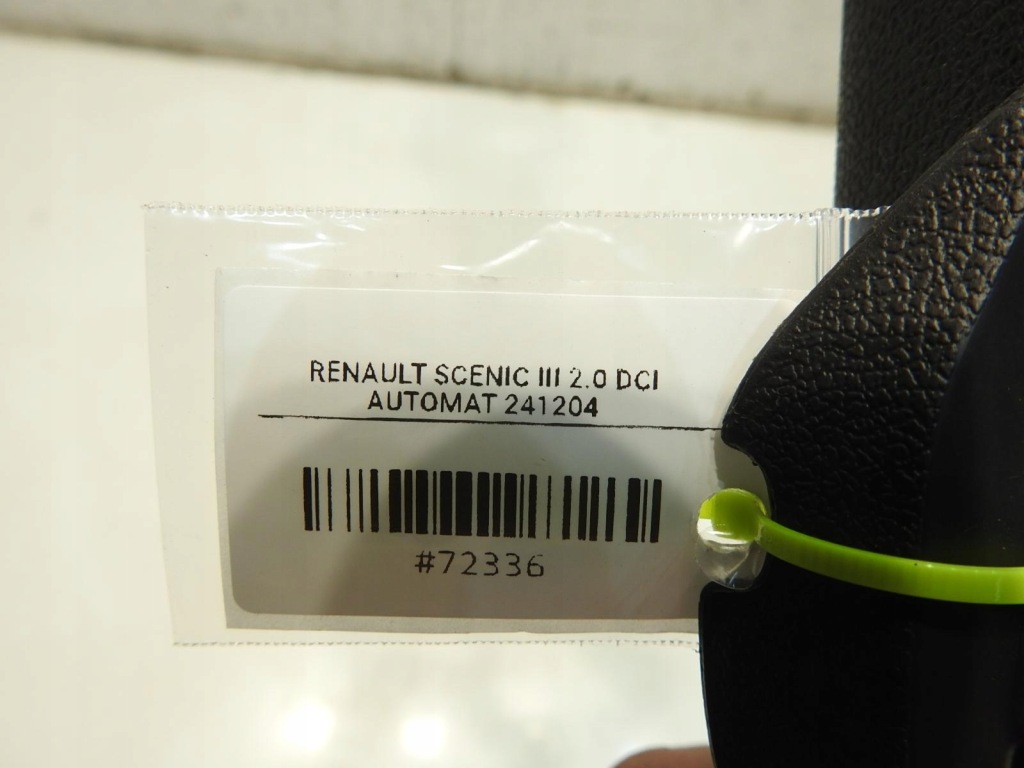 RENAULT SCENIC III 2.0 DCI
AUTOMAT 241204
#72336